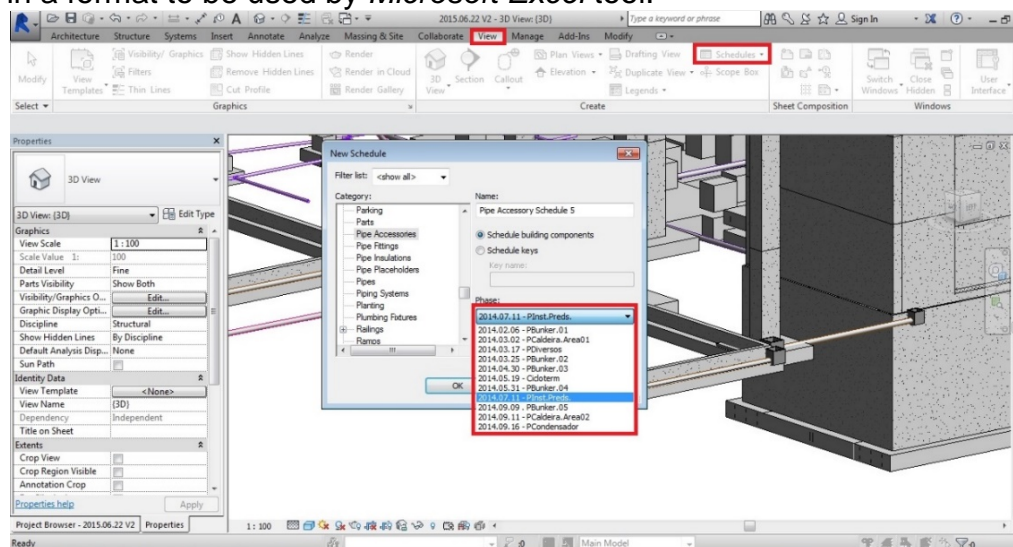 in a format to be used by Microsoft Excel tool.
2015.06.22 V2 - 3D View: {3D}
Type a keyword or phrase
Sign In
Architecture Structure Systems Insert Annotate Analyze Massing & Site Collaborate View Manage Add-Ins Modify
Modify
View Templates
Visibility/ Graphics
Filters
Thin Lines
Show Hidden Lines
Remove Hidden Lines
Cut Profile
Render
Render in Cloud
Render Gallery
3D View
Section
Callout
Plan Views
Elevation
Drafting View
Duplicate View
Legends
Schedules
Scope Box
Switch Windows
Close Hidden
User Interface
Select
Graphics
Create
Sheet Composition
Windows
Properties
3D View
3D View: {3D}
Edit Type
Graphics
View Scale 1 : 100
Scale Value 1: 100
Detail Level Fine
Parts Visibility Show Both
Visibility/Graphics O... Edit...
Graphic Display Opti... Edit...
Discipline Structural
Show Hidden Lines By Discipline
Default Analysis Disp... None
Sun Path
Identity Data
View Template <None>
View Name {3D}
Dependency Independent
Title on Sheet
Extents
Crop View
Crop Region Visible
Annotation Crop
Properties help
Apply
Project Browser - 2015.06.22 V2
Properties
New Schedule
Filter list: <show all>
Category:
Parking
Parts
Pipe Accessories
Pipe Fittings
Pipe Insulations
Pipe Placeholders
Pipes
Piping Systems
Planting
Plumbing Fixtures
Railings
Ramps
Name:
Pipe Accessory Schedule 5
Schedule building components
Schedule keys
Key name:
Phase:
2014.07.11 - PInst.Preds.
2014.02.06 - PBunker.01
2014.03.02 - PCaldeira.Area01
2014.03.17 - PDiversos
2014.03.25 - PBunker.02
2014.04.30 - PBunker.03
2014.05.19 - Cicloterm
2014.05.31 - PBunker.04
2014.07.11 - PInst.Preds.
2014.09.09 . PBunker.05
2014.09.11 - PCaldeira.Area02
2014.09.16 - PCondensador
OK
1 : 100
Ready
:0
Main Model
:0